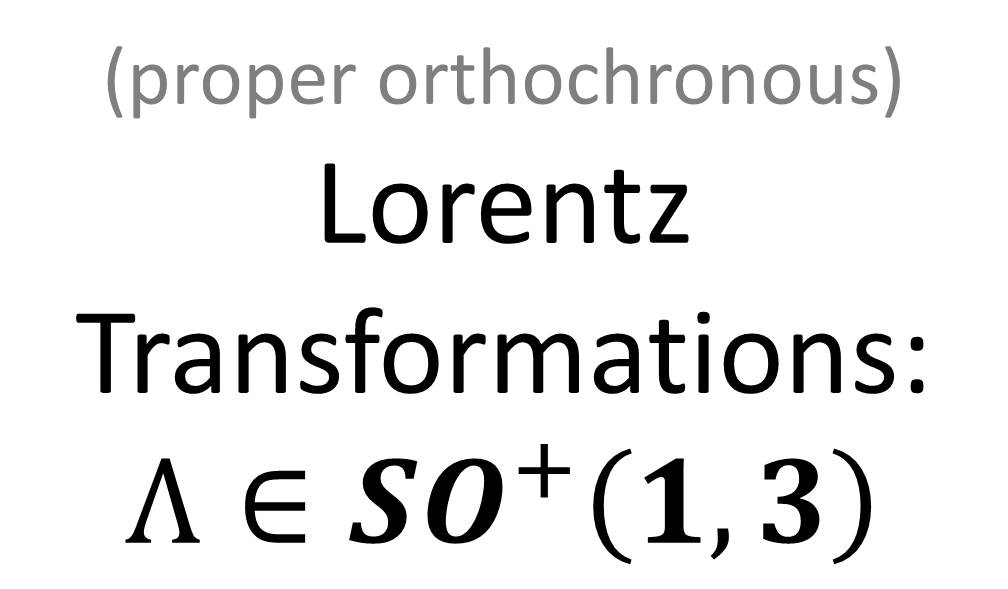 (proper orthochronous)
Lorentz
Transformations:
Λ ∈ SO⁺(1, 3)